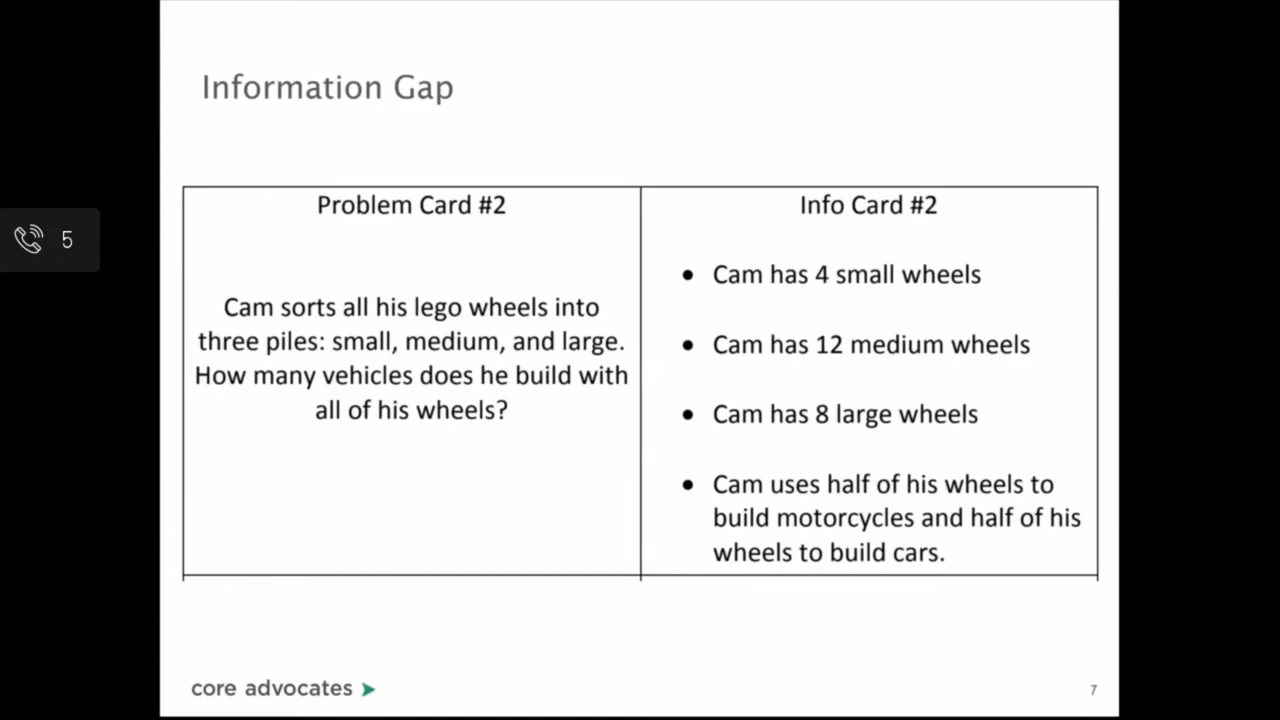 Information Gap
Problem Card #2
Cam sorts all his lego wheels into
three piles: small, medium, and large.
How many vehicles does he build with
all of his wheels?
Info Card #2
• Cam has 4 small wheels
• Cam has 12 medium wheels
• Cam has 8 large wheels
• Cam uses half of his wheels to
build motorcycles and half of his
wheels to build cars.
5
core advocates
7